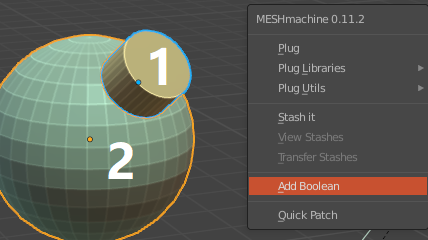 1
2
MESHmachine 0.11.2
Plug
Plug Libraries
Plug Utils
Stash it
View Stashes
Transfer Stashes
Add Boolean
Quick Patch